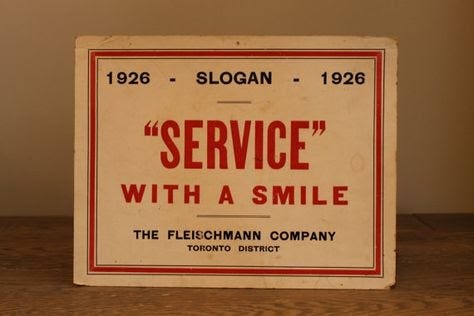 1926 - SLOGAN - 1926
“SERVICE”
WITH A SMILE
THE FLEISCHMANN COMPANY
TORONTO DISTRICT